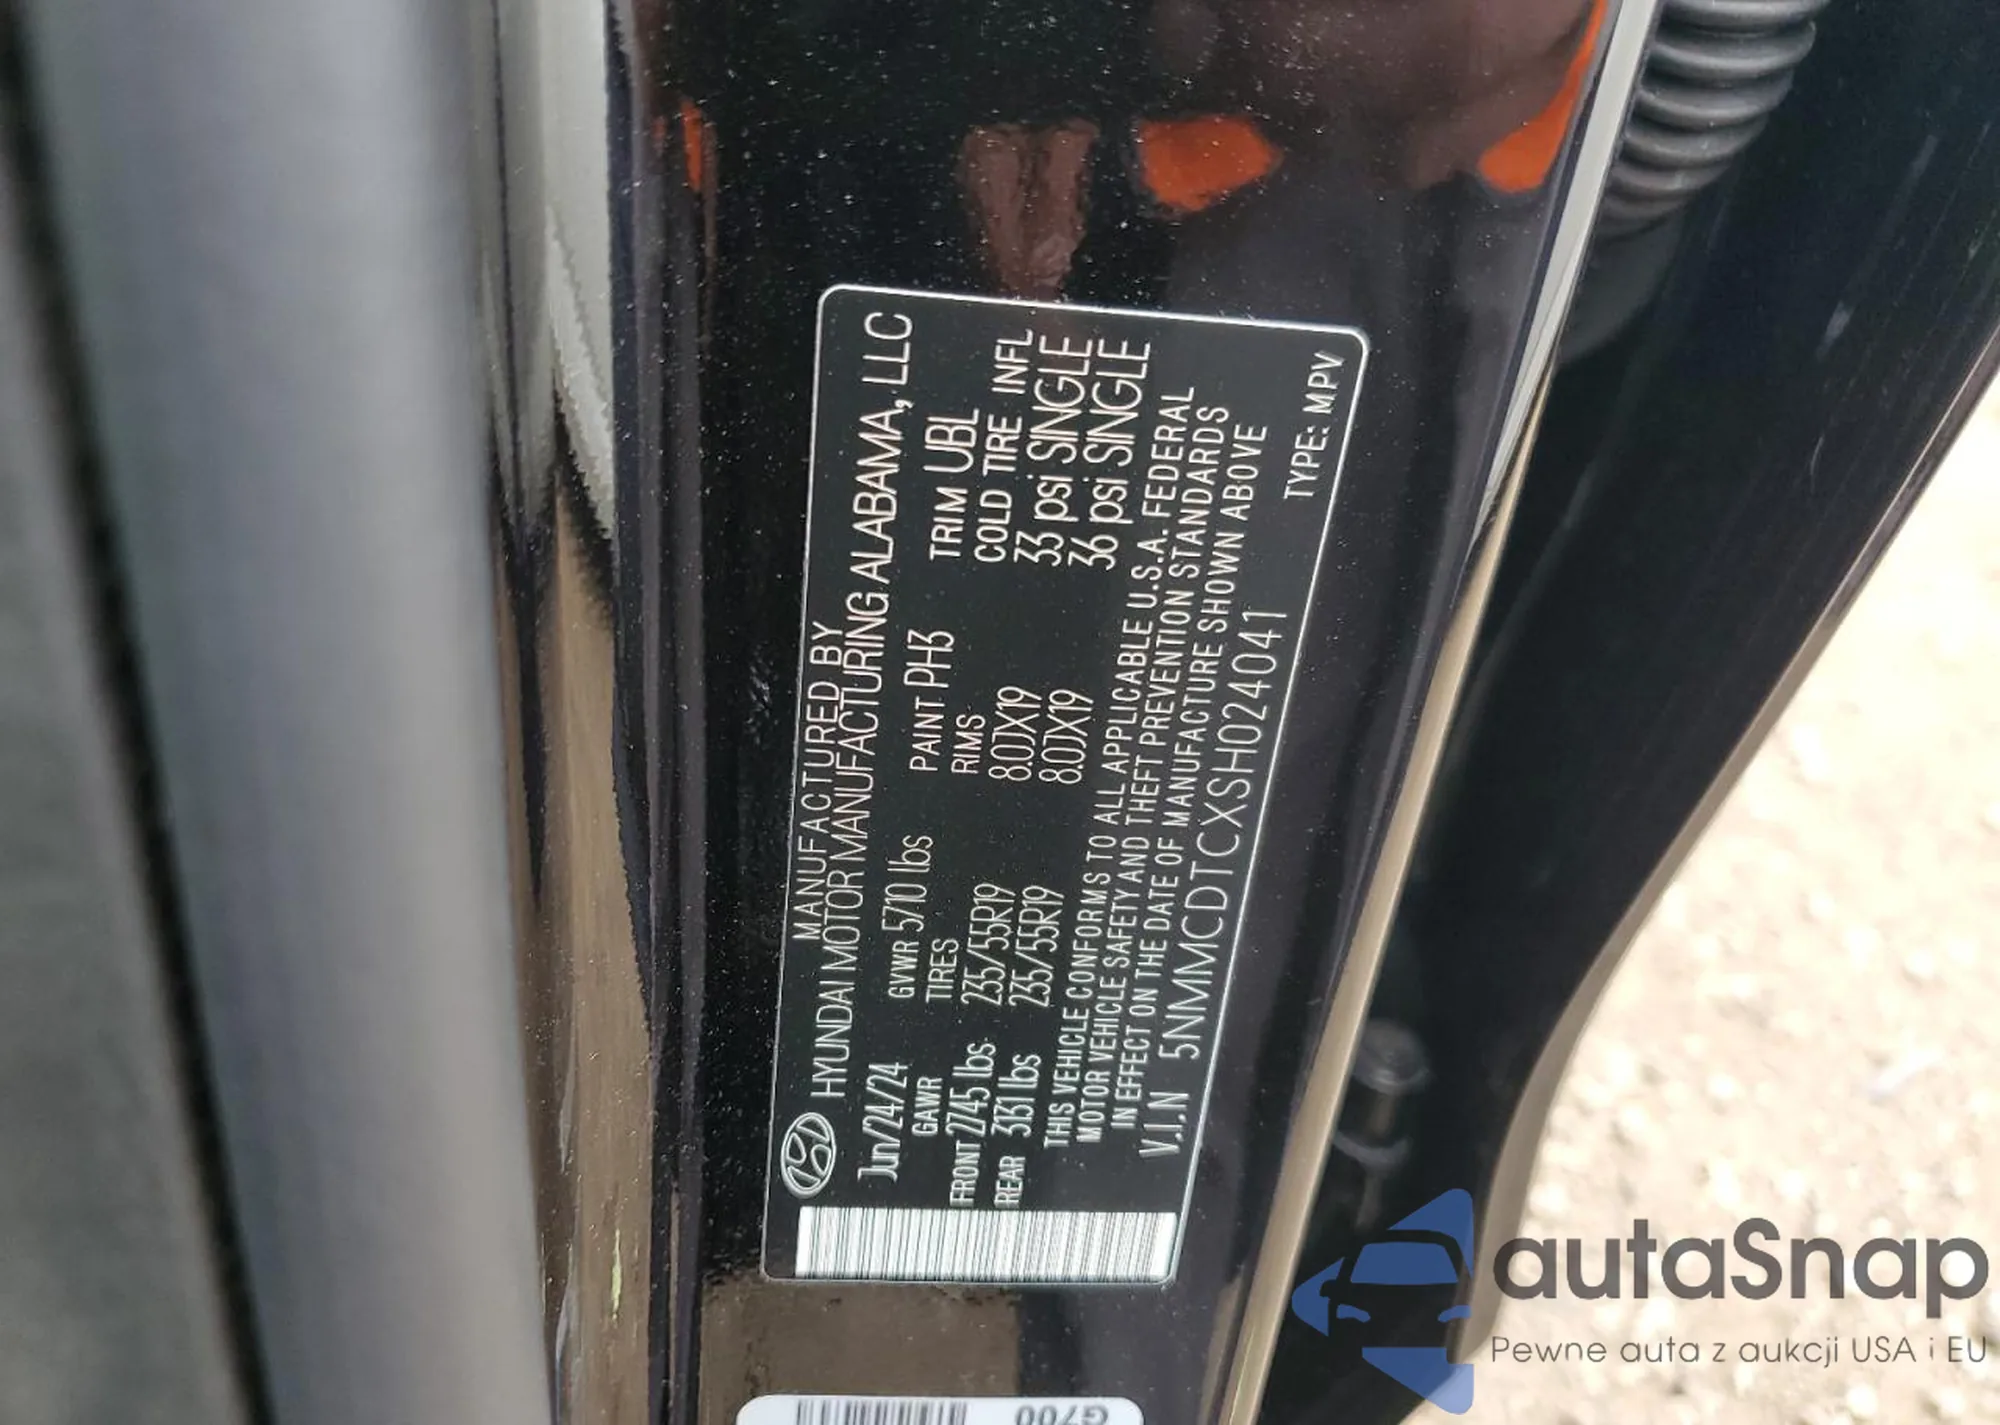 MANUFACTURED BY
HYUNDAI MOTOR MANUFACTURING ALABAMA, LLC
Jun/24/24 GVWR 5710 lbs PAINT PH3 TRIM UBL
GAWR TIRES RIMS COLD TIRE INFL
FRONT 2745 lbs 235/55R19 8.0JX19 33 psi SINGLE
REAR 3131 lbs 235/55R19 8.0JX19 36 psi SINGLE
THIS VEHICLE CONFORMS TO ALL APPLICABLE U.S.A. FEDERAL
MOTOR VEHICLE SAFETY AND THEFT PREVENTION STANDARDS
IN EFFECT ON THE DATE OF MANUFACTURE SHOWN ABOVE
V.I.N 5NMMCDTCXSH024041 TYPE: MPV
G700
autaSnap
Pewne auta z aukcji USA i EU